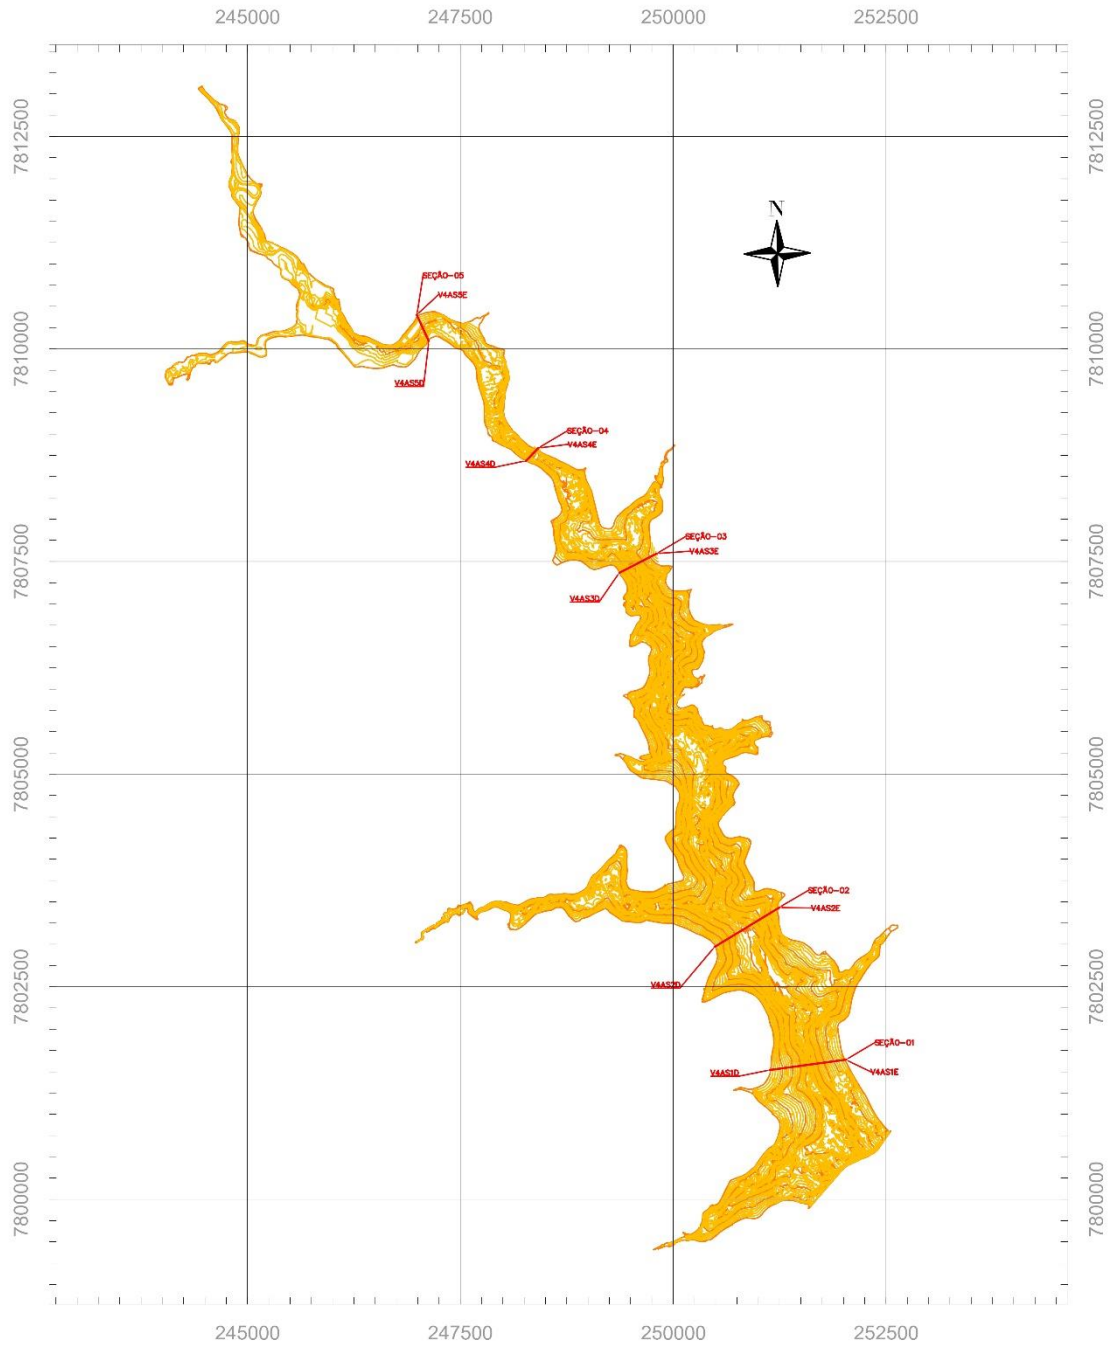 245000 247500 250000 252500
7812500 7812500
N
SEÇÃO-05
V4AS5E
7810000 7810000
V4AS5D
SEÇÃO-04
V4AS4E
V4AS4D
SEÇÃO-03
V4AS3E
7807500 7807500
V4AS3D
7805000 7805000
SEÇÃO-02
V4AS2E
V4AS2D
7802500 7802500
SEÇÃO-01
V4AS1D
V4AS1E
7800000 7800000
245000 247500 250000 252500